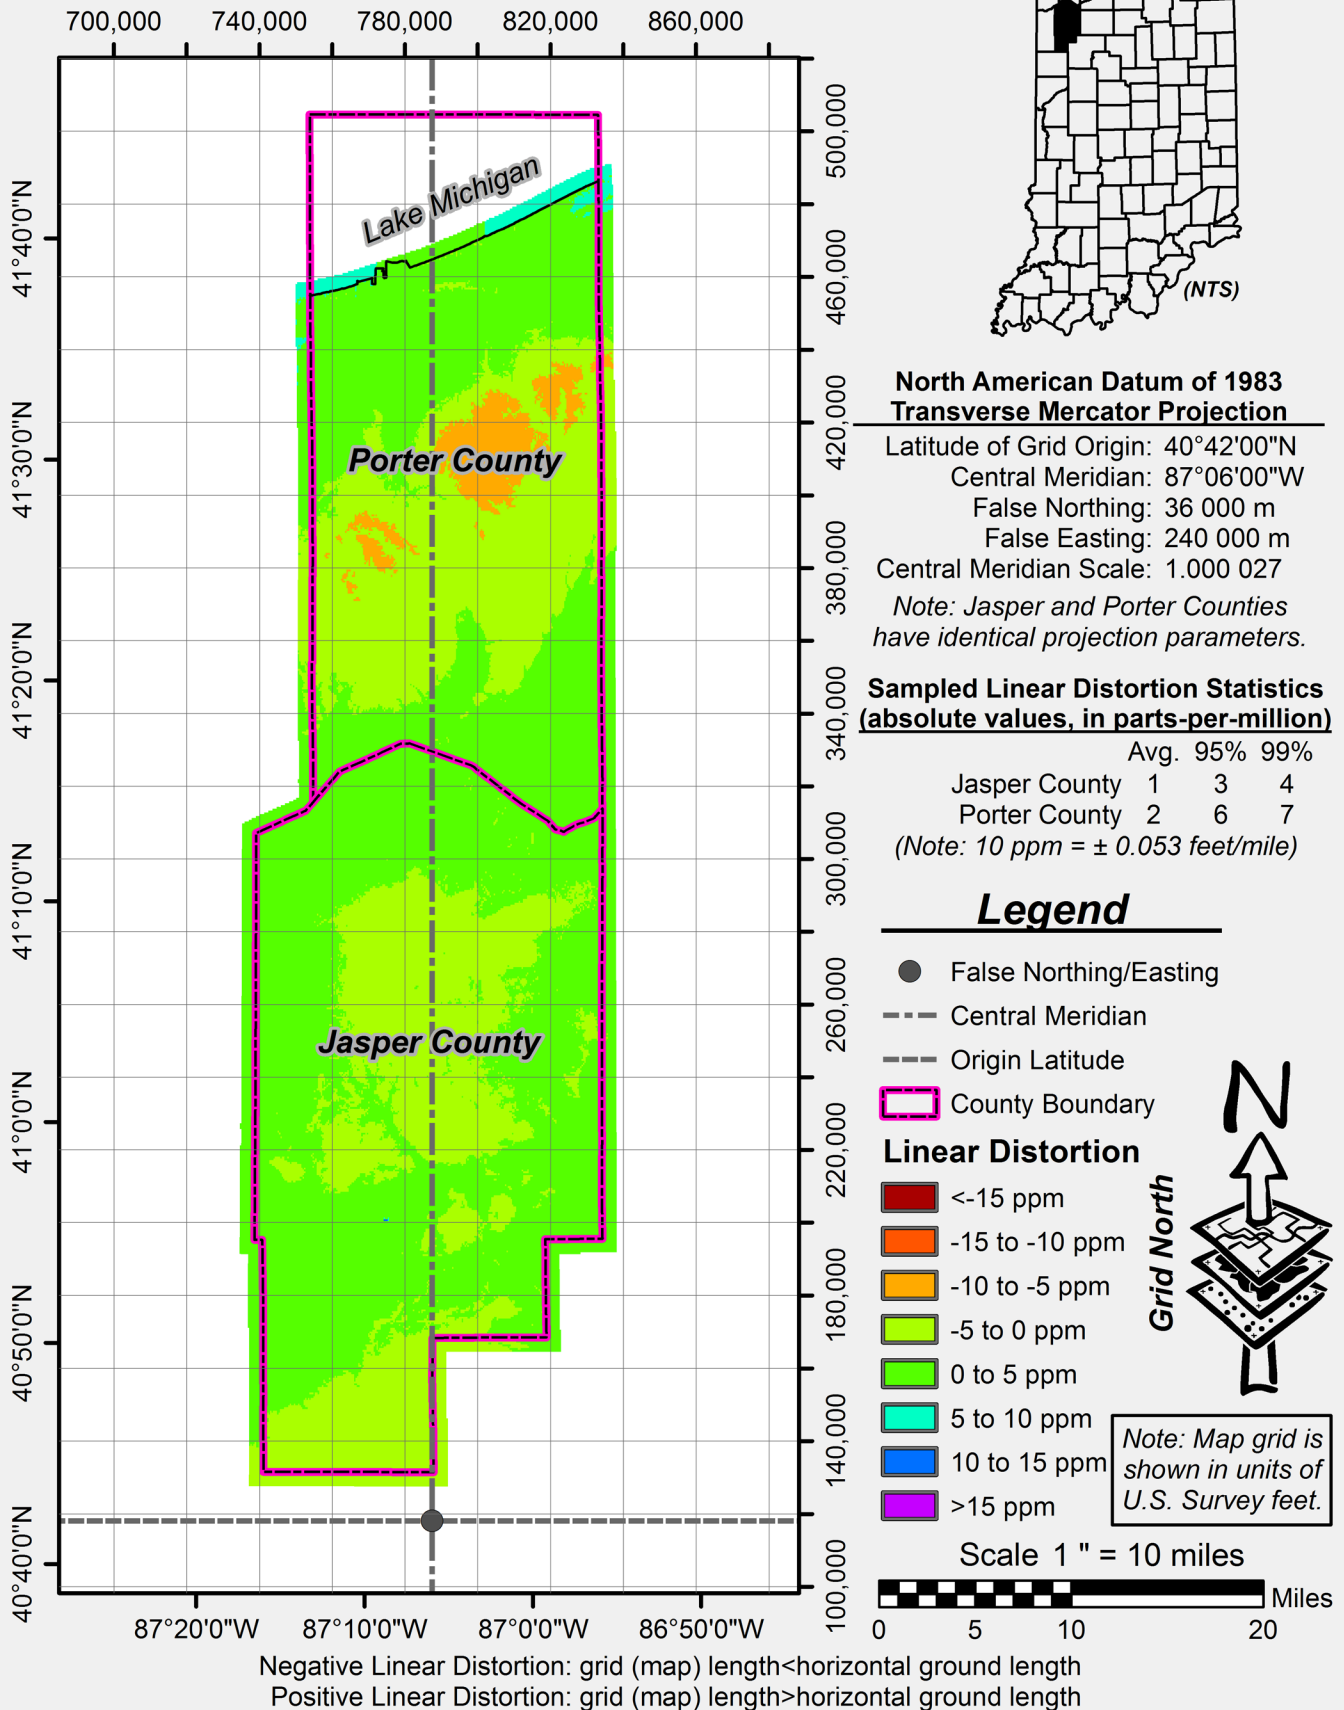 700,000 740,000 780,000 820,000 860,000
500,000
460,000
420,000
380,000
340,000
300,000
260,000
220,000
180,000
140,000
100,000
41°40'0"N
41°30'0"N
41°20'0"N
41°10'0"N
41°0'0"N
40°50'0"N
40°40'0"N
87°20'0"W 87°10'0"W 87°0'0"W 86°50'0"W
Lake Michigan
Porter County
Jasper County
Negative Linear Distortion: grid (map) length<horizontal ground length
Positive Linear Distortion: grid (map) length>horizontal ground length
(NTS)
North American Datum of 1983
Transverse Mercator Projection
Latitude of Grid Origin: 40°42'00"N
Central Meridian: 87°06'00"W
False Northing: 36 000 m
False Easting: 240 000 m
Central Meridian Scale: 1.000 027
Note: Jasper and Porter Counties
have identical projection parameters.
Sampled Linear Distortion Statistics
(absolute values, in parts-per-million)
Avg. 95% 99%
Jasper County 1 3 4
Porter County 2 6 7
(Note: 10 ppm = ± 0.053 feet/mile)
Legend
False Northing/Easting
Central Meridian
Origin Latitude
County Boundary
Linear Distortion
<-15 ppm
-15 to -10 ppm
-10 to -5 ppm
-5 to 0 ppm
0 to 5 ppm
5 to 10 ppm
10 to 15 ppm
>15 ppm
N
Grid North
Note: Map grid is
shown in units of
U.S. Survey feet.
Scale 1 " = 10 miles
Miles
0 5 10 20